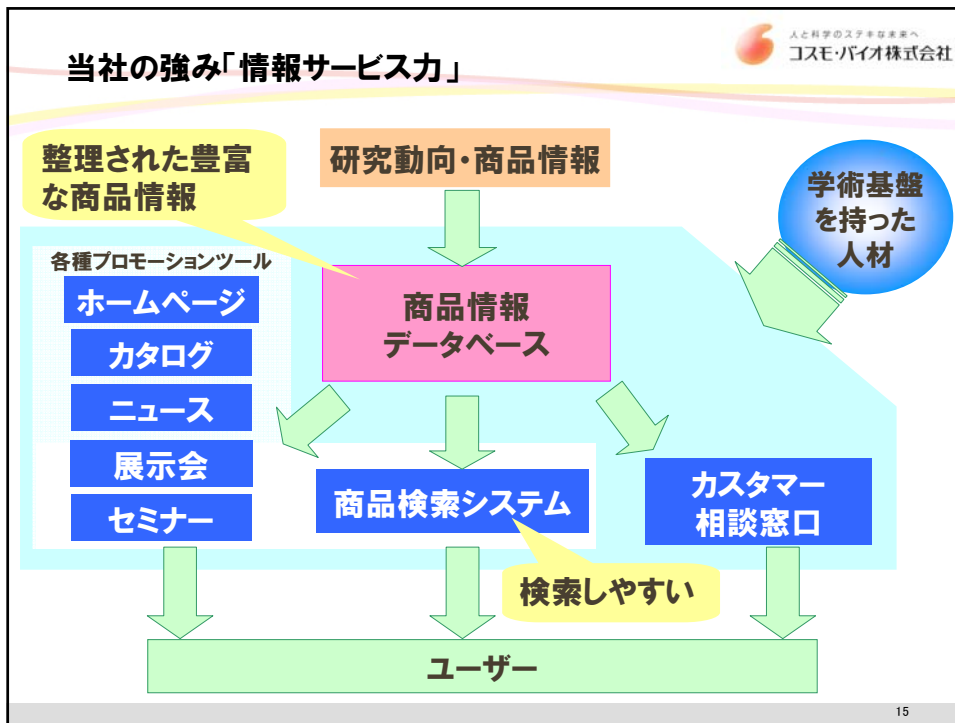 当社の強み「情報サービス力」
人と科学のステキな未来へ
コスモ・バイオ株式会社
整理された豊富
な商品情報
研究動向・商品情報
学術基盤
を持った
人材
各種プロモーションツール
ホームページ
カタログ
ニュース
展示会
セミナー
商品情報
データベース
商品検索システム
カスタマー
相談窓口
検索しやすい
ユーザー
15